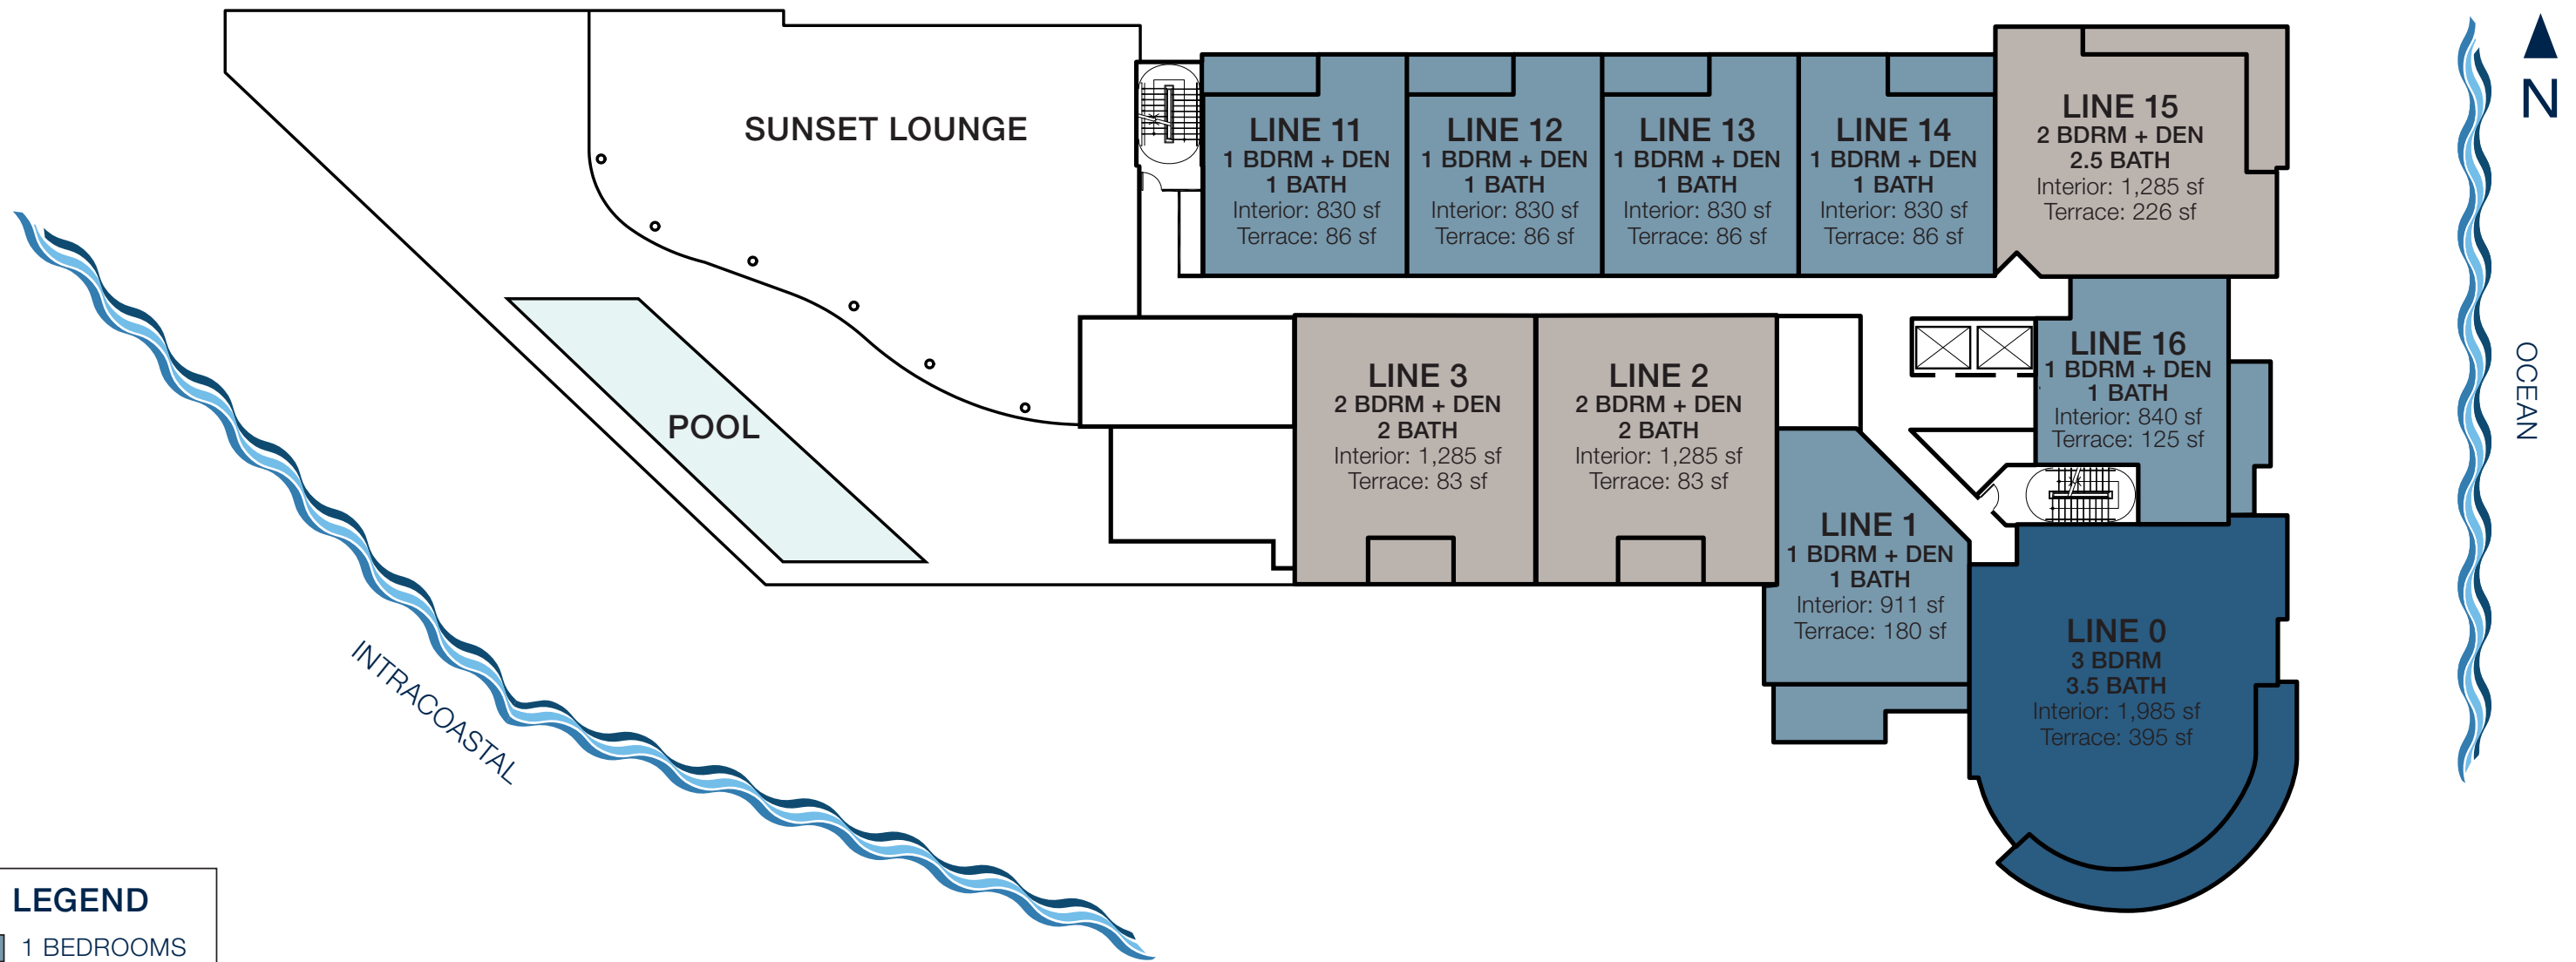 SUNSET LOUNGE
LINE 11
1 BDRM + DEN
1 BATH
Interior: 830 sf
Terrace: 86 sf
LINE 12
1 BDRM + DEN
1 BATH
Interior: 830 sf
Terrace: 86 sf
LINE 13
1 BDRM + DEN
1 BATH
Interior: 830 sf
Terrace: 86 sf
LINE 14
1 BDRM + DEN
1 BATH
Interior: 830 sf
Terrace: 86 sf
LINE 15
2 BDRM + DEN
2.5 BATH
Interior: 1,285 sf
Terrace: 226 sf
N
OCEAN
LINE 16
1 BDRM + DEN
1 BATH
Interior: 840 sf
Terrace: 125 sf
POOL
LINE 3
2 BDRM + DEN
2 BATH
Interior: 1,285 sf
Terrace: 83 sf
LINE 2
2 BDRM + DEN
2 BATH
Interior: 1,285 sf
Terrace: 83 sf
LINE 1
1 BDRM + DEN
1 BATH
Interior: 911 sf
Terrace: 180 sf
LINE 0
3 BDRM
3.5 BATH
Interior: 1,985 sf
Terrace: 395 sf
INTRACOASTAL
LEGEND
1 BEDROOMS